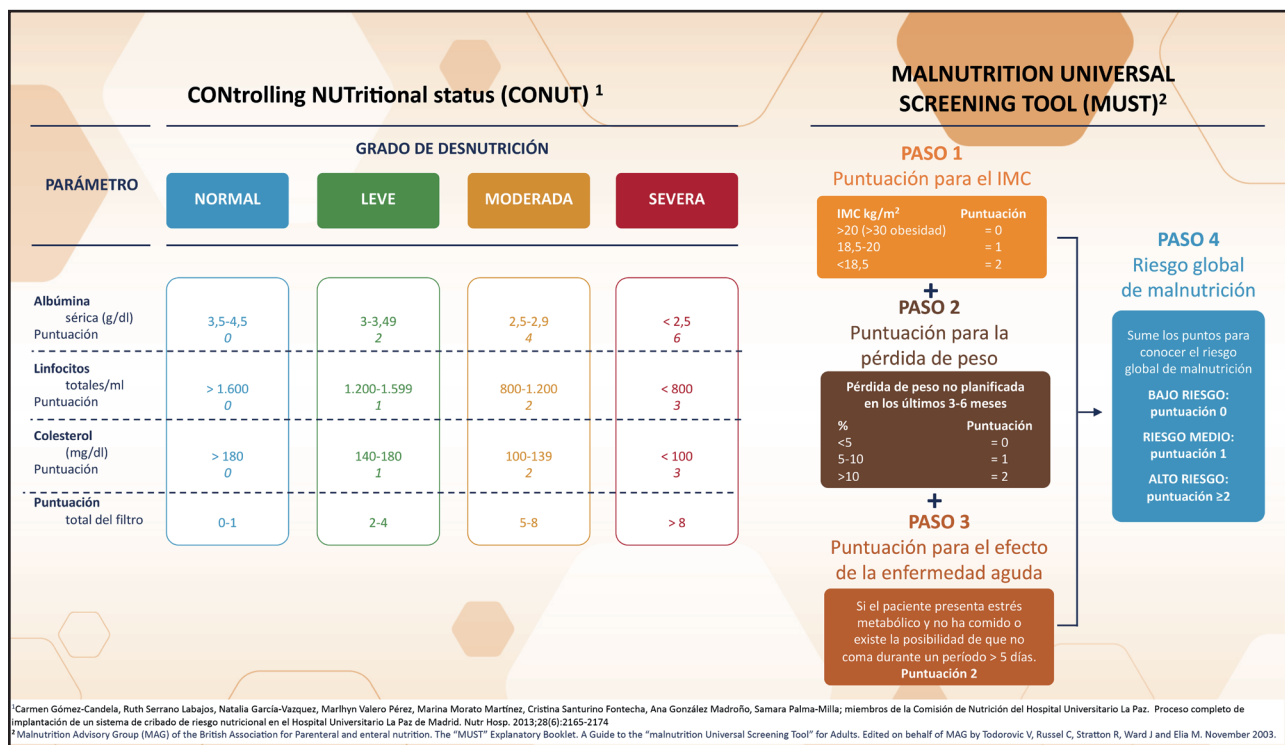 CONtrolling NUTritional status (CONUT) ¹
PARÁMETRO
GRADO DE DESNUTRICIÓN
NORMAL LEVE MODERADA SEVERA
Albúmina
sérica (g/dl) 3,5-4,5 3-3,49 2,5-2,9 < 2,5
Puntuación 0 2 4 6
Linfocitos
totales/ml > 1.600 1.200-1.599 800-1.200 < 800
Puntuación 0 1 2 3
Colesterol
(mg/dl) > 180 140-180 100-139 < 100
Puntuación 0 1 2 3
Puntuación
total del filtro 0-1 2-4 5-8 > 8
MALNUTRITION UNIVERSAL
SCREENING TOOL (MUST)²
PASO 1
Puntuación para el IMC
IMC kg/m² Puntuación
>20 (>30 obesidad) = 0
18,5-20 = 1
<18,5 = 2
+
PASO 2
Puntuación para la
pérdida de peso
Pérdida de peso no planificada
en los últimos 3-6 meses
% Puntuación
<5 = 0
5-10 = 1
>10 = 2
+
PASO 3
Puntuación para el efecto
de la enfermedad aguda
Si el paciente presenta estrés
metabólico y no ha comido o
existe la posibilidad de que no
coma durante un período > 5 días.
Puntuación 2
PASO 4
Riesgo global
de malnutrición
Sume los puntos para
conocer el riesgo
global de malnutrición
BAJO RIESGO:
puntuación 0
RIESGO MEDIO:
puntuación 1
ALTO RIESGO:
puntuación ≥2
¹Carmen Gómez-Candela, Ruth Serrano Labajos, Natalia García-Vazquez, Marlhyn Valero Pérez, Marina Morato Martínez, Cristina Santurino Fontecha, Ana González Madroño, Samara Palma-Milla; miembros de la Comisión de Nutrición del Hospital Universitario La Paz. Proceso completo de
implantación de un sistema de cribado de riesgo nutricional en el Hospital Universitario La Paz de Madrid. Nutr Hosp. 2013;28(6):2165-2174
² Malnutrition Advisory Group (MAG) of the British Association for Parenteral and enteral nutrition. The “MUST” Explanatory Booklet. A Guide to the “malnutrition Universal Screening Tool” for Adults. Edited on behalf of MAG by Todorovic V, Russel C, Stratton R, Ward J and Elia M. November 2003.